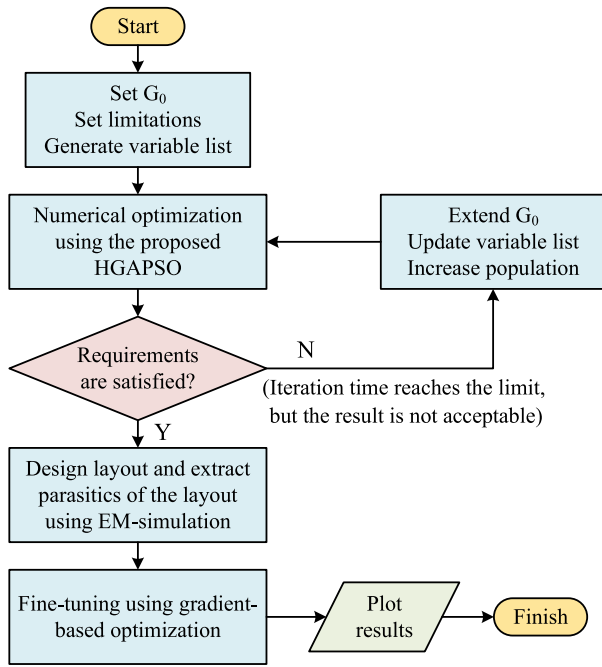 Start
Set G₀
Set limitations
Generate variable list
Numerical optimization
using the proposed
HGAPSO
Extend G₀
Update variable list
Increase population
Requirements
are satisfied?
N
(Iteration time reaches the limit,
but the result is not acceptable)
Y
Design layout and extract
parasitics of the layout
using EM-simulation
Fine-tuning using gradient-
based optimization
Plot
results
Finish